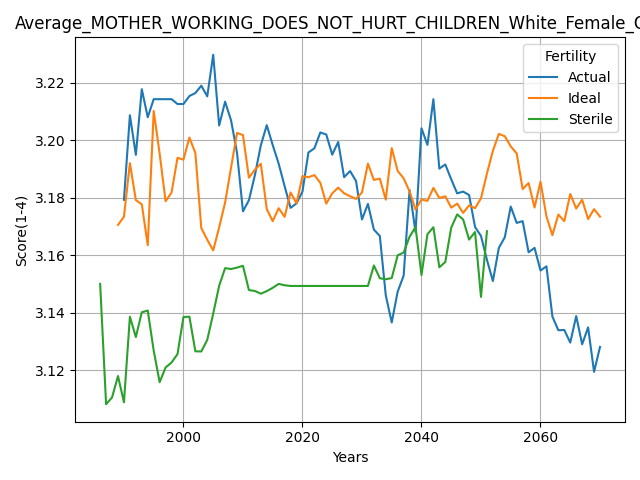 Average_MOTHER_WORKING_DOES_NOT_HURT_CHILDREN_White_Female_
Fertility
Actual
Ideal
Sterile
Score(1-4)
3.22
3.20
3.18
3.16
3.14
3.12
2000 2020 2040 2060
Years